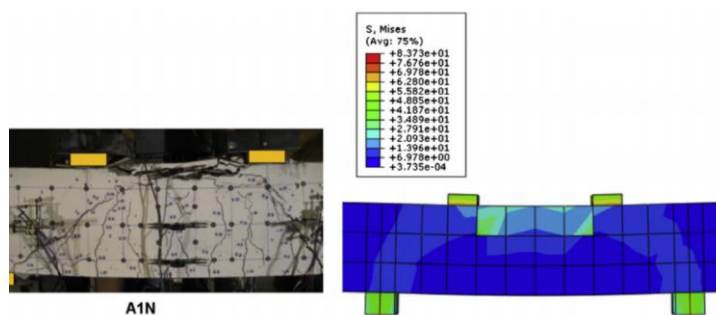 S, Mises
(Avg: 75%)
+8.373e+01
+7.676e+01
+6.978e+01
+6.280e+01
+5.582e+01
+4.885e+01
+4.187e+01
+3.489e+01
+2.791e+01
+2.093e+01
+1.396e+01
+6.978e+00
+3.735e-04
A1N